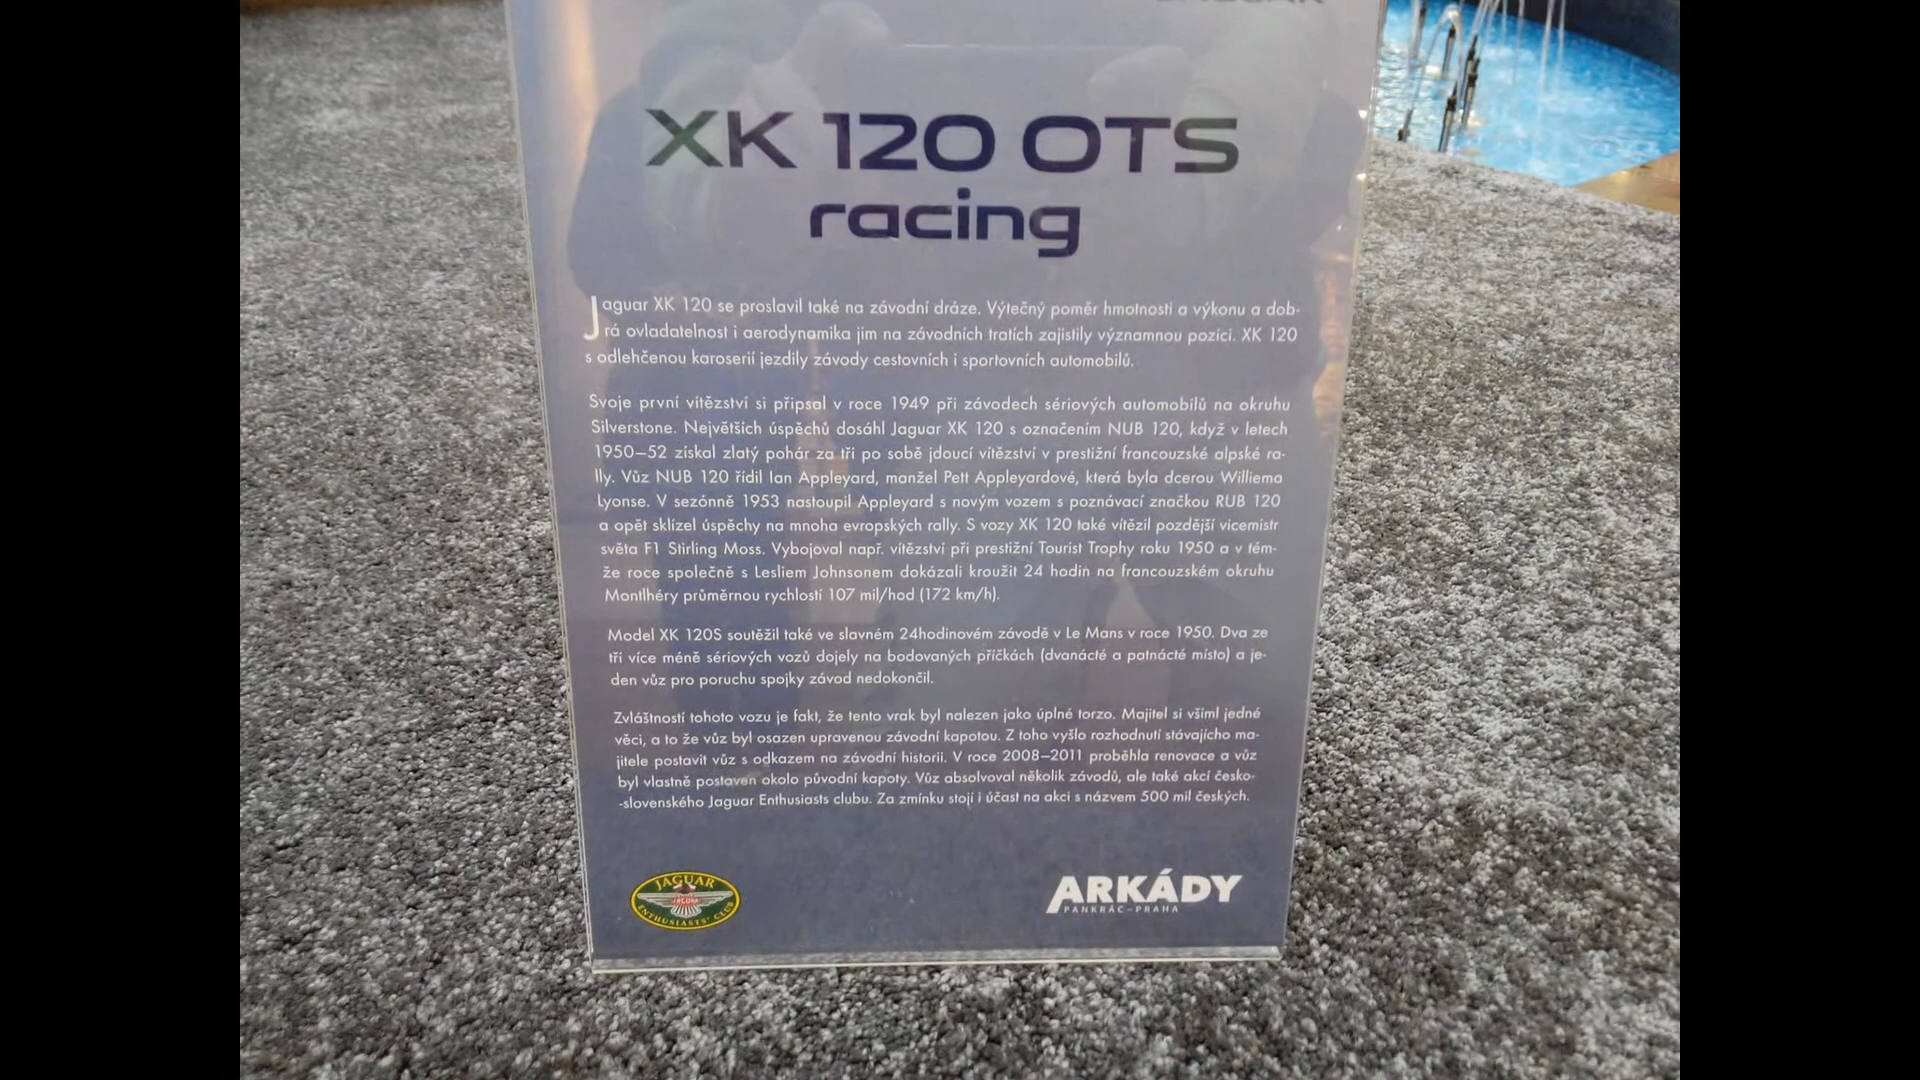 XK 120 OTS
racing
Jaguar XK 120 se proslavil také na závodní dráze. Výtečný poměr hmotnosti a výkonu a dob-
rá ovladatelnost i aerodynamika jim na závodních tratích zajistily významnou pozici. XK 120
s odlehčenou karoserií jezdily závody cestovních i sportovních automobilů.
Svoje první vítězství si připsal v roce 1949 při závodech sériových automobilů na okruhu
Silverstone. Největších úspěchů dosáhl Jaguar XK 120 s označením NUB 120, když v letech
1950–52 získal zlatý pohár za tři po sobě jdoucí vítězství v prestižní francouzské alpské ra-
lly. Vůz NUB 120 řídil Ian Appleyard, manžel Pett Appleyardové, která byla dcerou Williema
Lyonse. V sezónně 1953 nastoupil Appleyard s novým vozem s poznávací značkou RUB 120
a opět sklízel úspěchy na mnoha evropských rally. S vozy XK 120 také vítězil pozdější vicemistr
světa F1 Stirling Moss. Vybojoval např. vítězství při prestižní Tourist Trophy roku 1950 a v tém-
že roce společně s Lesliem Johnsonem dokázali kroužit 24 hodin na francouzském okruhu
Montlhéry průměrnou rychlostí 107 mil/hod (172 km/h).
Model XK 120S soutěžil také ve slavném 24hodinovém závodě v Le Mans v roce 1950. Dva ze
tří více méně sériových vozů dojely na bodovaných příčkách (dvanácté a patnácté místo) a je-
den vůz pro poruchu spojky závod nedokončil.
Zvláštností tohoto vozu je fakt, že tento vrak byl nalezen jako úplné torzo. Majitel si všiml jedné
věci, a to že vůz byl osazen upravenou závodní kapotou. Z toho vyšlo rozhodnutí stávajícho ma-
jitele postavit vůz s odkazem na závodní historii. V roce 2008–2011 proběhla renovace a vůz
byl vlastně postaven okolo původní kapoty. Vůz absolvoval několik závodů, ale také akcí česko-
-slovenského Jaguar Enthusiasts clubu. Za zmínku stojí i účast na akci s názvem 500 mil českých.
JAGUAR
JAGUAR
ENTHUSIASTS' CLUB
ARKÁDY
PANKRÁC–PRAHA